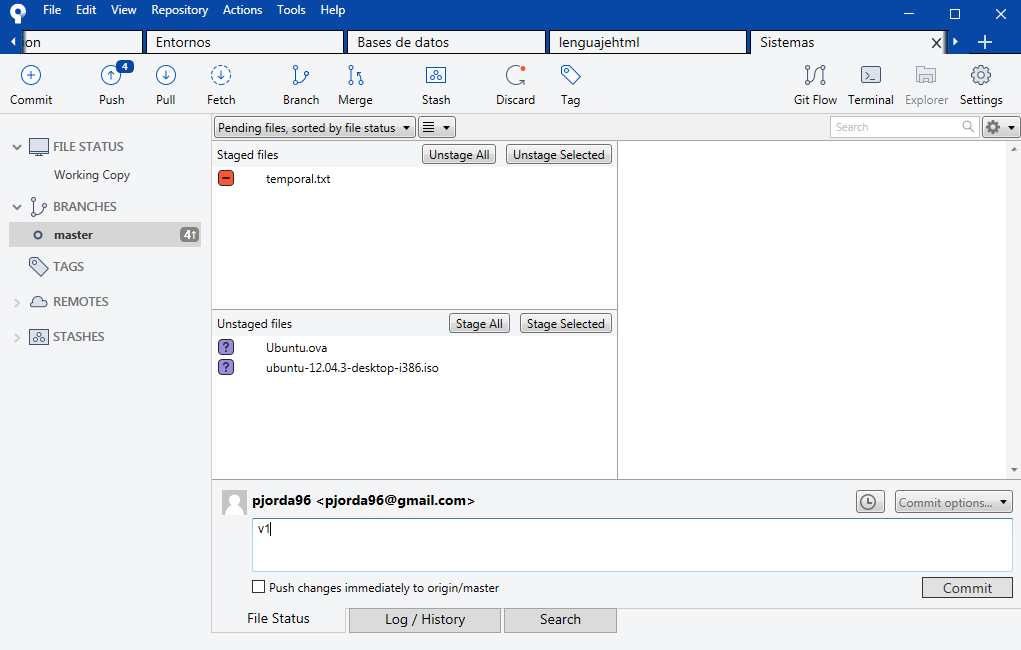 File Edit View Repository Actions Tools Help
on Entornos Bases de datos lenguajehtml Sistemas
4
Commit Push Pull Fetch Branch Merge Stash Discard Tag Git Flow Terminal Explorer Settings
Pending files, sorted by file status Search
FILE STATUS
Working Copy
BRANCHES
master 4↑
TAGS
REMOTES
STASHES
Staged files Unstage All Unstage Selected
temporal.txt
Unstaged files Stage All Stage Selected
? Ubuntu.ova
? ubuntu-12.04.3-desktop-i386.iso
pjorda96 <pjorda96@gmail.com> Commit options...
v1
Push changes immediately to origin/master Commit
File Status Log / History Search